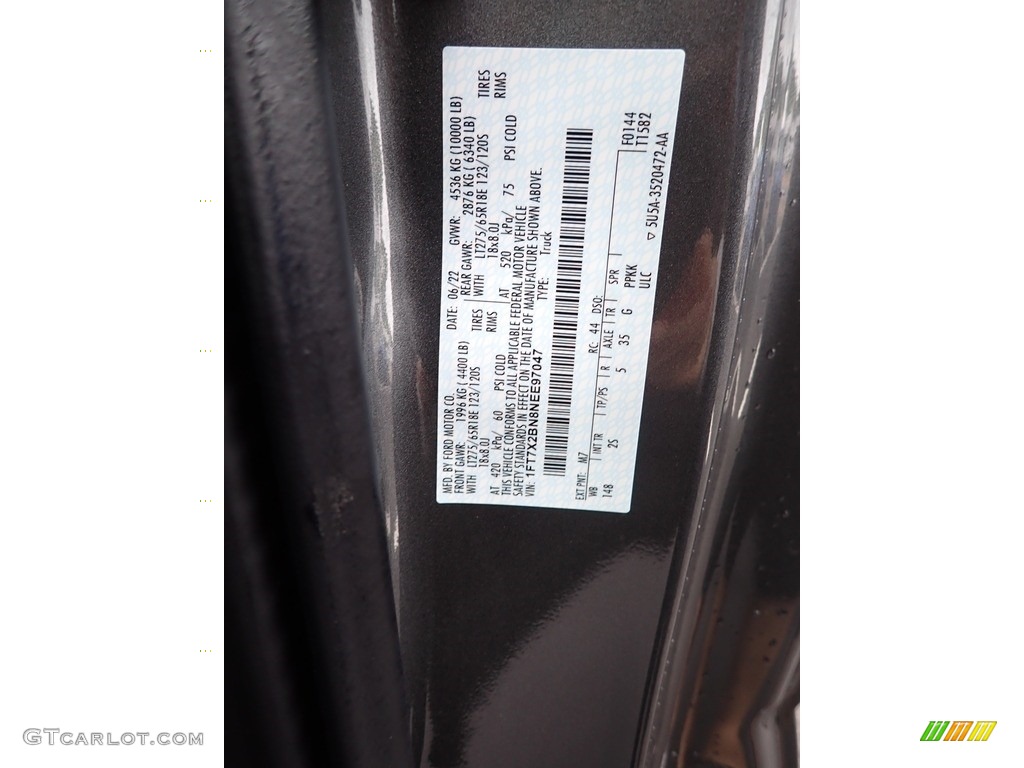 MFD. BY FORD MOTOR CO.
DATE: 06/22 GVWR: 4536 KG (10000 LB)
FRONT GAWR: 1996 KG ( 4400 LB) REAR GAWR: 2876 KG ( 6340 LB)
WITH LT275/65R18E 123/120S TIRES WITH LT275/65R18E 123/120S TIRES
18x8.0J RIMS 18x8.0J RIMS
AT 420 kPa/ 60 PSI COLD AT 520 kPa/ 75 PSI COLD
THIS VEHICLE CONFORMS TO ALL APPLICABLE FEDERAL MOTOR VEHICLE
SAFETY STANDARDS IN EFFECT ON THE DATE OF MANUFACTURE SHOWN ABOVE.
VIN: 1FT7X2BN8NEE97047 TYPE: Truck
F0144
T1582
EXT PNT: M7 RC: 44 DSO:
WB INT TR TP/PS R AXLE TR SPR
148 2S 5 35 G PPKK
ULC
▽ 5U5A-3520472-AA
GTCARLOT.COM